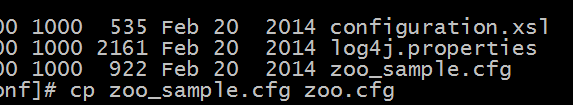 00 1000 535 Feb 20 2014 configuration.xsl
00 1000 2161 Feb 20 2014 log4j.properties
00 1000 922 Feb 20 2014 zoo_sample.cfg
onf]# cp zoo_sample.cfg zoo.cfg